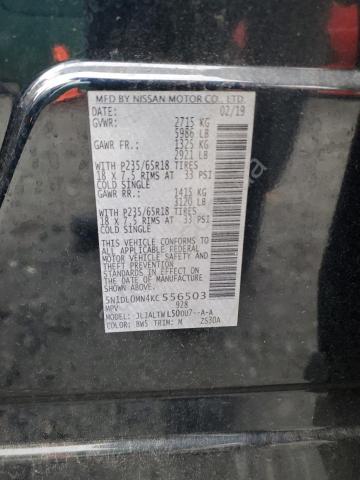 MFD BY NISSAN MOTOR CO., LTD.
DATE: 02/19
GVWR: 2715 KG
5986 LB
GAWR FR.: 1325 KG
2921 LB
WITH P235/65R18 TIRES
18 X 7.5 RIMS AT 33 PSI
COLD SINGLE
GAWR RR.: 1415 KG
3120 LB
WITH P235/65R18 TIRES
18 X 7.5 RIMS AT 33 PSI
COLD SINGLE
THIS VEHICLE CONFORMS TO ALL
APPLICABLE FEDERAL MOTOR
VEHICLE SAFETY STANDARDS IN
EFFECT ON THE DATE OF
MANUFACTURE SHOWN ABOVE.
5N1DL0MN4KC556503
MPV 928
MODEL: JLJALTWL50UU7--A-A
COLOR: BW5 TRIM: M ZS30A